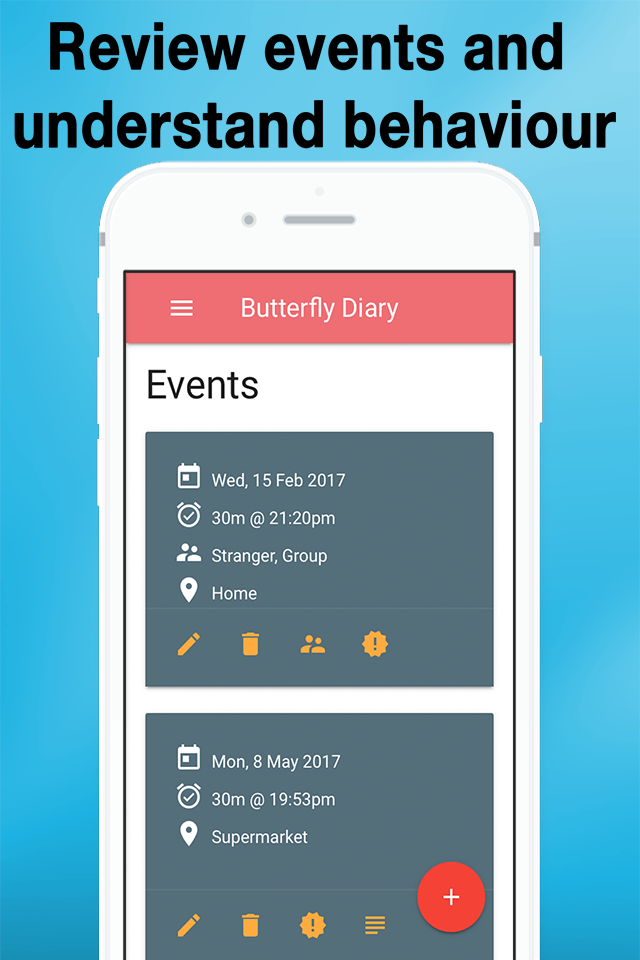 Review events and
understand behaviour
Butterfly Diary
Events
Wed, 15 Feb 2017
30m @ 21:20pm
Stranger, Group
Home
Mon, 8 May 2017
30m @ 19:53pm
Supermarket